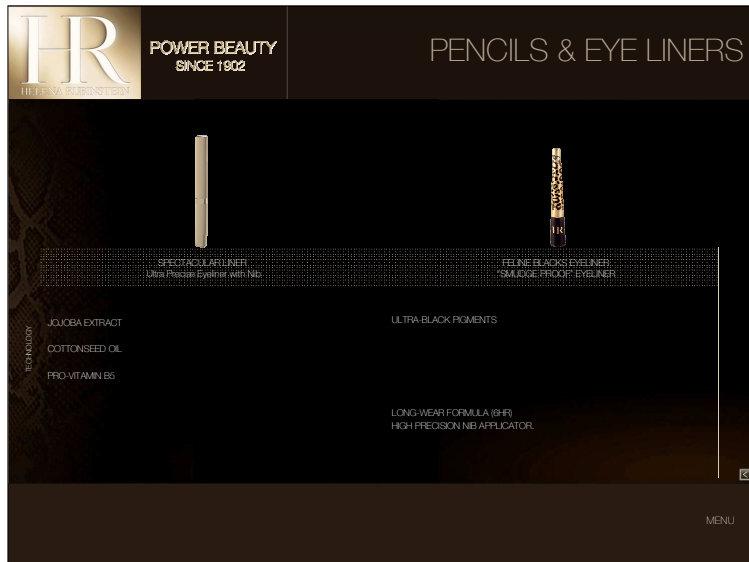 HR
HELENA RUBINSTEIN
POWER BEAUTY
SINCE 1902
PENCILS & EYE LINERS
HR
SPECTACULAR LINER
Ultra Precise Eyeliner with Nib
FELINE BLACKS EYELINER
"SMUDGE PROOF" EYELINER
TECHNOLOGY
JOJOBA EXTRACT
COTTONSEED OIL
PRO-VITAMIN B5
ULTRA-BLACK PIGMENTS
LONG-WEAR FORMULA (6HR)
HIGH PRECISION NIB APPLICATOR.
MENU